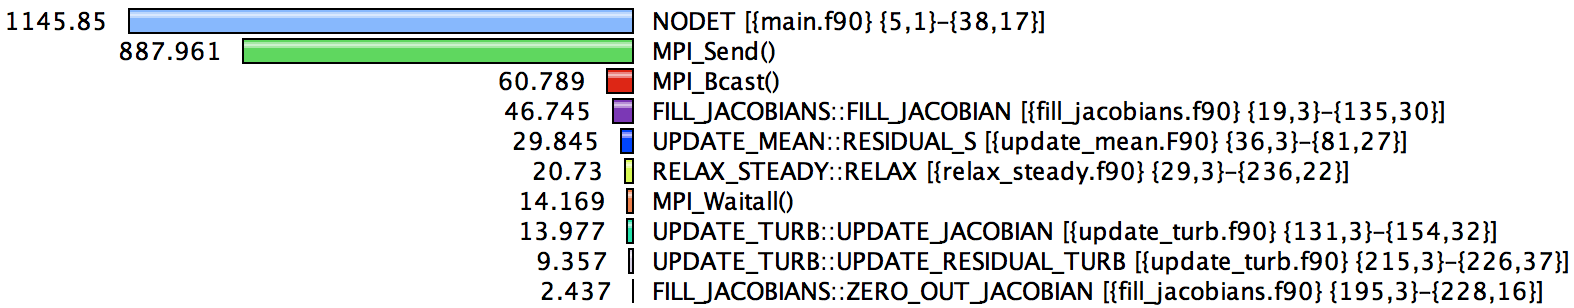 1145.85 NODET [{main.f90} {5,1}−{38,17}]
887.961 MPI_Send()
60.789 MPI_Bcast()
46.745 FILL_JACOBIANS::FILL_JACOBIAN [{fill_jacobians.f90} {19,3}−{135,30}]
29.845 UPDATE_MEAN::RESIDUAL_S [{update_mean.F90} {36,3}−{81,27}]
20.73 RELAX_STEADY::RELAX [{relax_steady.f90} {29,3}−{236,22}]
14.169 MPI_Waitall()
13.977 UPDATE_TURB::UPDATE_JACOBIAN [{update_turb.f90} {131,3}−{154,32}]
9.357 UPDATE_TURB::UPDATE_RESIDUAL_TURB [{update_turb.f90} {215,3}−{226,37}]
2.437 FILL_JACOBIANS::ZERO_OUT_JACOBIAN [{fill_jacobians.f90} {195,3}−{228,16}]